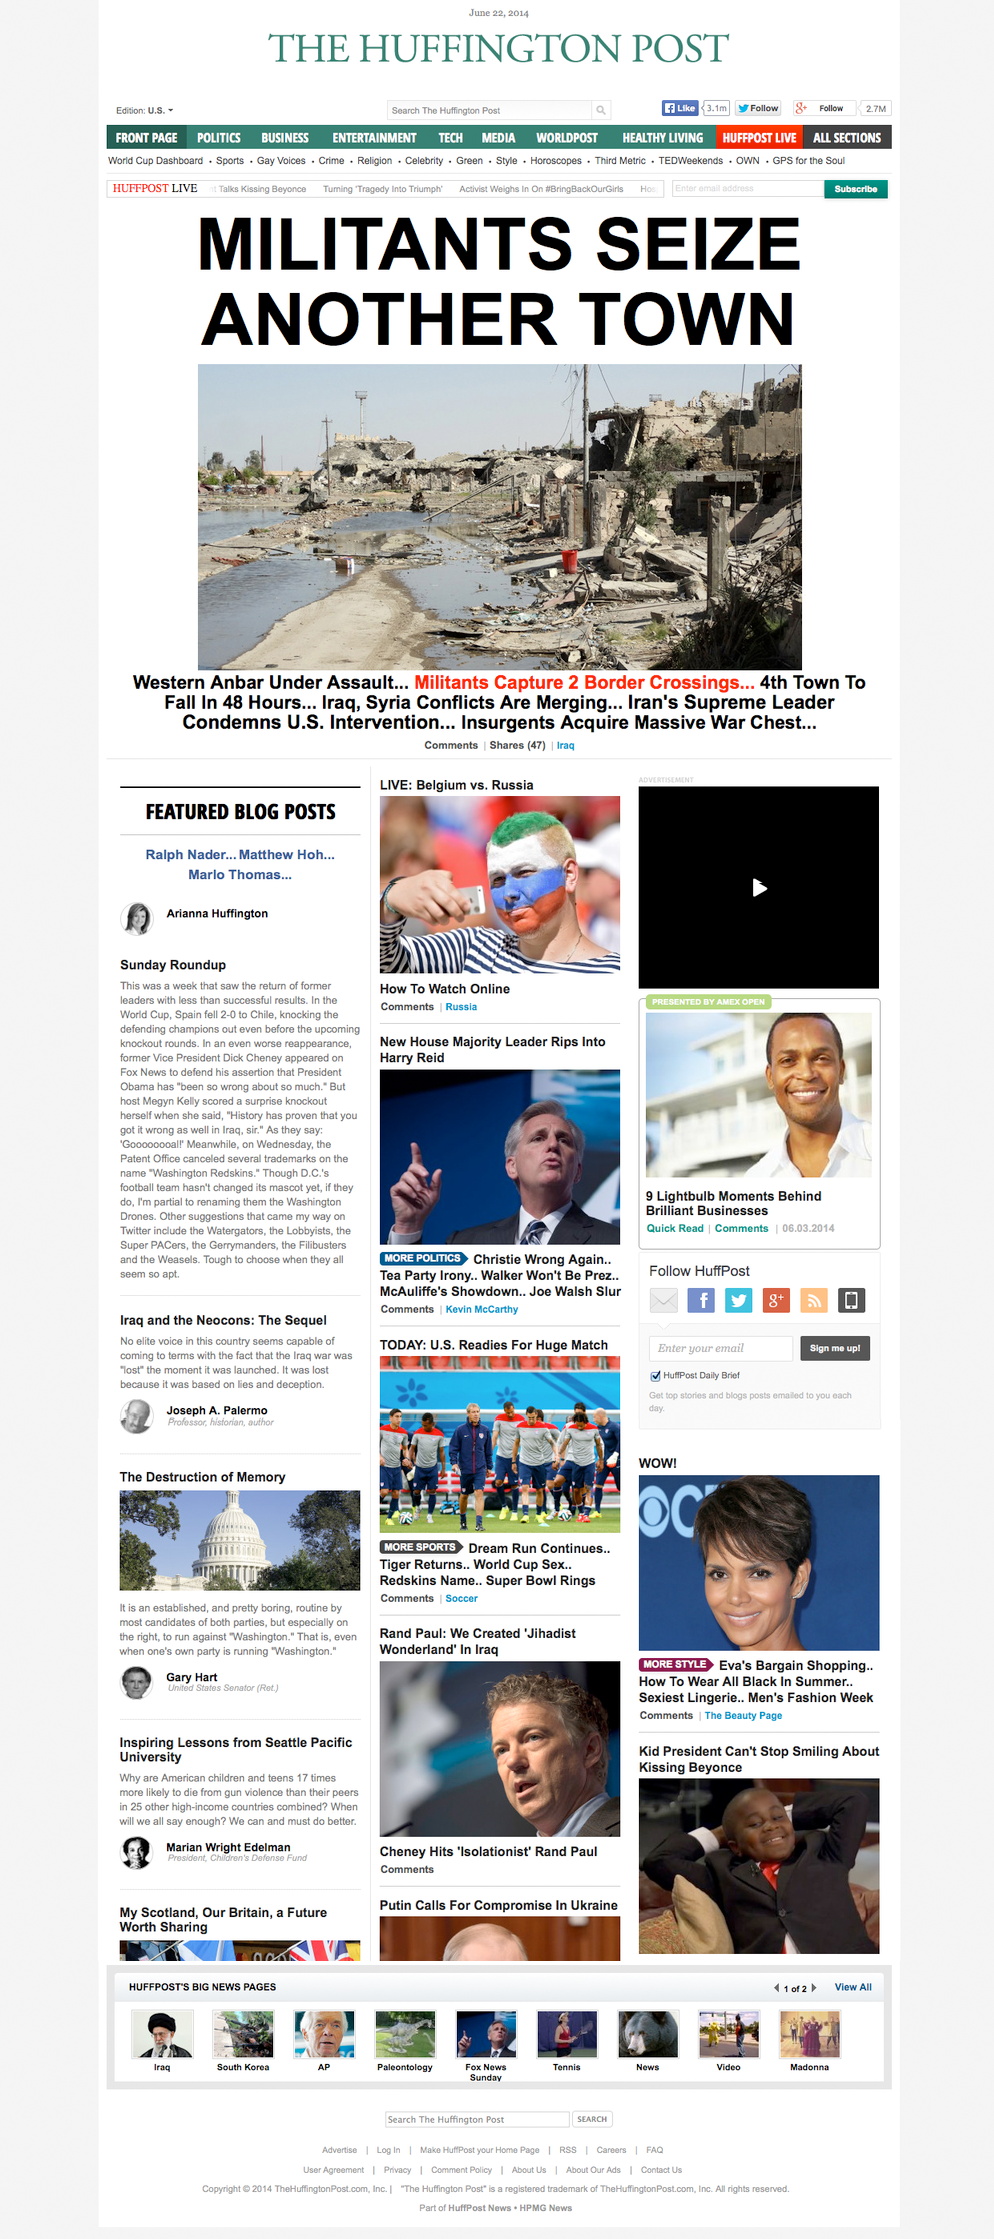 June 22, 2014
THE HUFFINGTON POST
Edition: U.S.
Search The Huffington Post
Like
3.1m
Follow
Follow
2.7M
FRONT PAGE
POLITICS
BUSINESS
ENTERTAINMENT
TECH
MEDIA
WORLDPOST
HEALTHY LIVING
HUFFPOST LIVE
ALL SECTIONS
World Cup Dashboard • Sports • Gay Voices • Crime • Religion • Celebrity • Green • Style • Horoscopes • Third Metric • TEDWeekends • OWN • GPS for the Soul
HUFFPOST LIVE
Talks Kissing Beyonce
Turning 'Tragedy Into Triumph'
Activist Weighs In On #BringBackOurGirls
Enter email address
Subscribe
MILITANTS SEIZE
ANOTHER TOWN
Western Anbar Under Assault... Militants Capture 2 Border Crossings... 4th Town To
Fall In 48 Hours... Iraq, Syria Conflicts Are Merging... Iran's Supreme Leader
Condemns U.S. Intervention... Insurgents Acquire Massive War Chest...
Comments | Shares (47) | Iraq
FEATURED BLOG POSTS
Ralph Nader... Matthew Hoh...
Marlo Thomas...
Arianna Huffington
Sunday Roundup
This was a week that saw the return of former
leaders with less than successful results. In the
World Cup, Spain fell 2-0 to Chile, knocking the
defending champions out even before the upcoming
knockout rounds. In an even worse reappearance,
former Vice President Dick Cheney appeared on
Fox News to defend his assertion that President
Obama has "been so wrong about so much." But
host Megyn Kelly scored a surprise knockout
herself when she said, "History has proven that you
got it wrong as well in Iraq, sir." As they say:
'Goooooooal!' Meanwhile, on Wednesday, the
Patent Office canceled several trademarks on the
name "Washington Redskins." Though D.C.'s
football team hasn't changed its mascot yet, if they
do, I'm partial to renaming them the Washington
Drones. Other suggestions that came my way on
Twitter include the Watergators, the Lobbyists, the
Super PACers, the Gerrymanders, the Filibusters
and the Weasels. Tough to choose when they all
seem so apt.
Iraq and the Neocons: The Sequel
No elite voice in this country seems capable of
coming to terms with the fact that the Iraq war was
"lost" the moment it was launched. It was lost
because it was based on lies and deception.
Joseph A. Palermo
Professor, historian, author
The Destruction of Memory
It is an established, and pretty boring, routine by
most candidates of both parties, but especially on
the right, to run against "Washington." That is, even
when one's own party is running "Washington."
Gary Hart
United States Senator (Ret.)
Inspiring Lessons from Seattle Pacific
University
Why are American children and teens 17 times
more likely to die from gun violence than their peers
in 25 other high-income countries combined? When
will we all say enough? We can and must do better.
Marian Wright Edelman
President, Children's Defense Fund
My Scotland, Our Britain, a Future
Worth Sharing
LIVE: Belgium vs. Russia
How To Watch Online
Comments | Russia
New House Majority Leader Rips Into
Harry Reid
MORE POLITICS Christie Wrong Again..
Tea Party Irony.. Walker Won't Be Prez..
McAuliffe's Showdown.. Joe Walsh Slur
Comments | Kevin McCarthy
TODAY: U.S. Readies For Huge Match
MORE SPORTS Dream Run Continues..
Tiger Returns.. World Cup Sex..
Redskins Name.. Super Bowl Rings
Comments | Soccer
Rand Paul: We Created 'Jihadist
Wonderland' In Iraq
Cheney Hits 'Isolationist' Rand Paul
Comments
Putin Calls For Compromise In Ukraine
ADVERTISEMENT
PRESENTED BY AMEX OPEN
9 Lightbulb Moments Behind
Brilliant Businesses
Quick Read | Comments | 06.03.2014
Follow HuffPost
Enter your email
Sign me up!
HuffPost Daily Brief
Get top stories and blogs posts emailed to you each
day.
WOW!
MORE STYLE Eva's Bargain Shopping..
How To Wear All Black In Summer..
Sexiest Lingerie.. Men's Fashion Week
Comments | The Beauty Page
Kid President Can't Stop Smiling About
Kissing Beyonce
HUFFPOST'S BIG NEWS PAGES
1 of 2
View All
Iraq
South Korea
AP
Paleontology
Fox News
Sunday
Tennis
News
Video
Madonna
Search The Huffington Post
SEARCH
Advertise | Log In | Make HuffPost your Home Page | RSS | Careers | FAQ
User Agreement | Privacy | Comment Policy | About Us | About Our Ads | Contact Us
Copyright © 2014 TheHuffingtonPost.com, Inc. | "The Huffington Post" is a registered trademark of TheHuffingtonPost.com, Inc. All rights reserved.
Part of HuffPost News • HPMG News